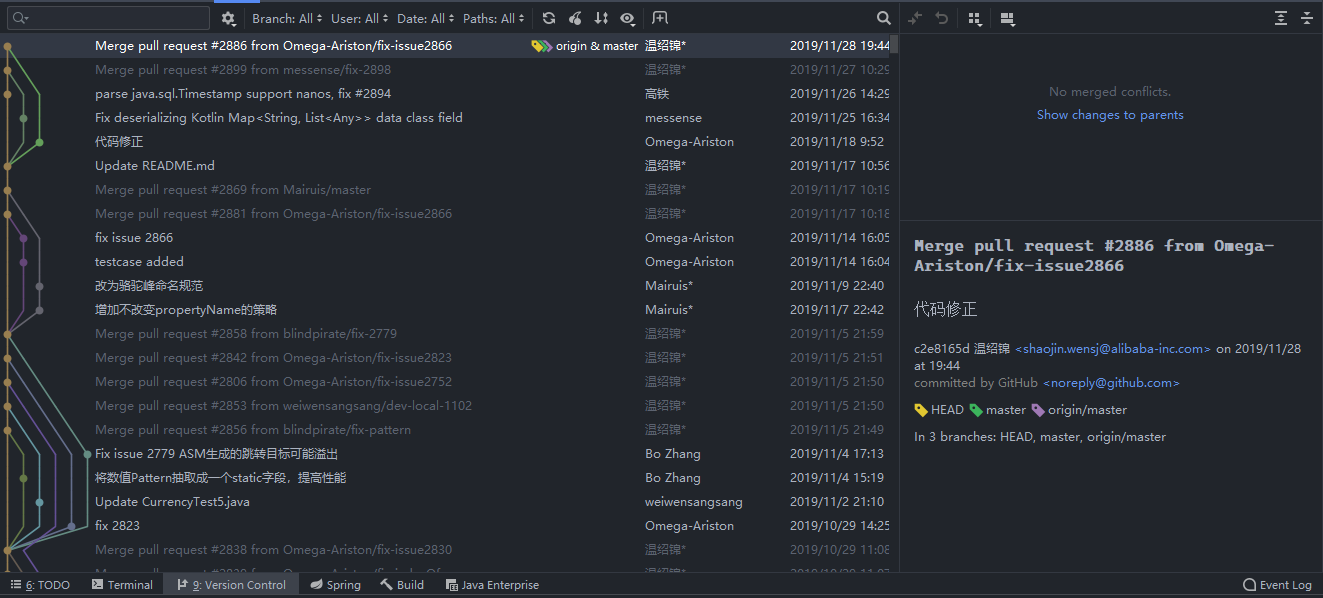 Branch: All User: All Date: All Paths: All
Merge pull request #2886 from Omega-Ariston/fix-issue2866 origin & master 温绍锦* 2019/11/28 19:44
Merge pull request #2899 from messense/fix-2898 温绍锦* 2019/11/27 10:29
parse java.sql.Timestamp support nanos, fix #2894 高铁 2019/11/26 14:29
Fix deserializing Kotlin Map<String, List<Any>> data class field messense 2019/11/25 16:34
代码修正 Omega-Ariston 2019/11/18 9:52
Update README.md 温绍锦* 2019/11/17 10:56
Merge pull request #2869 from Mairuis/master 温绍锦* 2019/11/17 10:19
Merge pull request #2881 from Omega-Ariston/fix-issue2866 温绍锦* 2019/11/17 10:18
fix issue 2866 Omega-Ariston 2019/11/14 16:05
testcase added Omega-Ariston 2019/11/14 16:04
改为骆驼峰命名规范 Mairuis* 2019/11/9 22:40
增加不改变propertyName的策略 Mairuis* 2019/11/7 22:42
Merge pull request #2858 from blindpirate/fix-2779 温绍锦* 2019/11/5 21:59
Merge pull request #2842 from Omega-Ariston/fix-issue2823 温绍锦* 2019/11/5 21:51
Merge pull request #2806 from Omega-Ariston/fix-issue2752 温绍锦* 2019/11/5 21:50
Merge pull request #2853 from weiwensangsang/dev-local-1102 温绍锦* 2019/11/5 21:50
Merge pull request #2856 from blindpirate/fix-pattern 温绍锦* 2019/11/5 21:49
Fix issue 2779 ASM生成的跳转目标可能溢出 Bo Zhang 2019/11/4 17:13
将数值Pattern抽取成一个static字段，提高性能 Bo Zhang 2019/11/4 15:19
Update CurrencyTest5.java weiwensangsang 2019/11/2 21:10
fix 2823 Omega-Ariston 2019/10/29 14:25
Merge pull request #2838 from Omega-Ariston/fix-issue2830 温绍锦* 2019/10/29 11:08
No merged conflicts.
Show changes to parents
Merge pull request #2886 from Omega-
Ariston/fix-issue2866
代码修正
c2e8165d 温绍锦 <shaojin.wensj@alibaba-inc.com> on 2019/11/28
at 19:44
committed by GitHub <noreply@github.com>
HEAD master origin/master
In 3 branches: HEAD, master, origin/master
6: TODO Terminal 9: Version Control Spring Build Java Enterprise Event Log